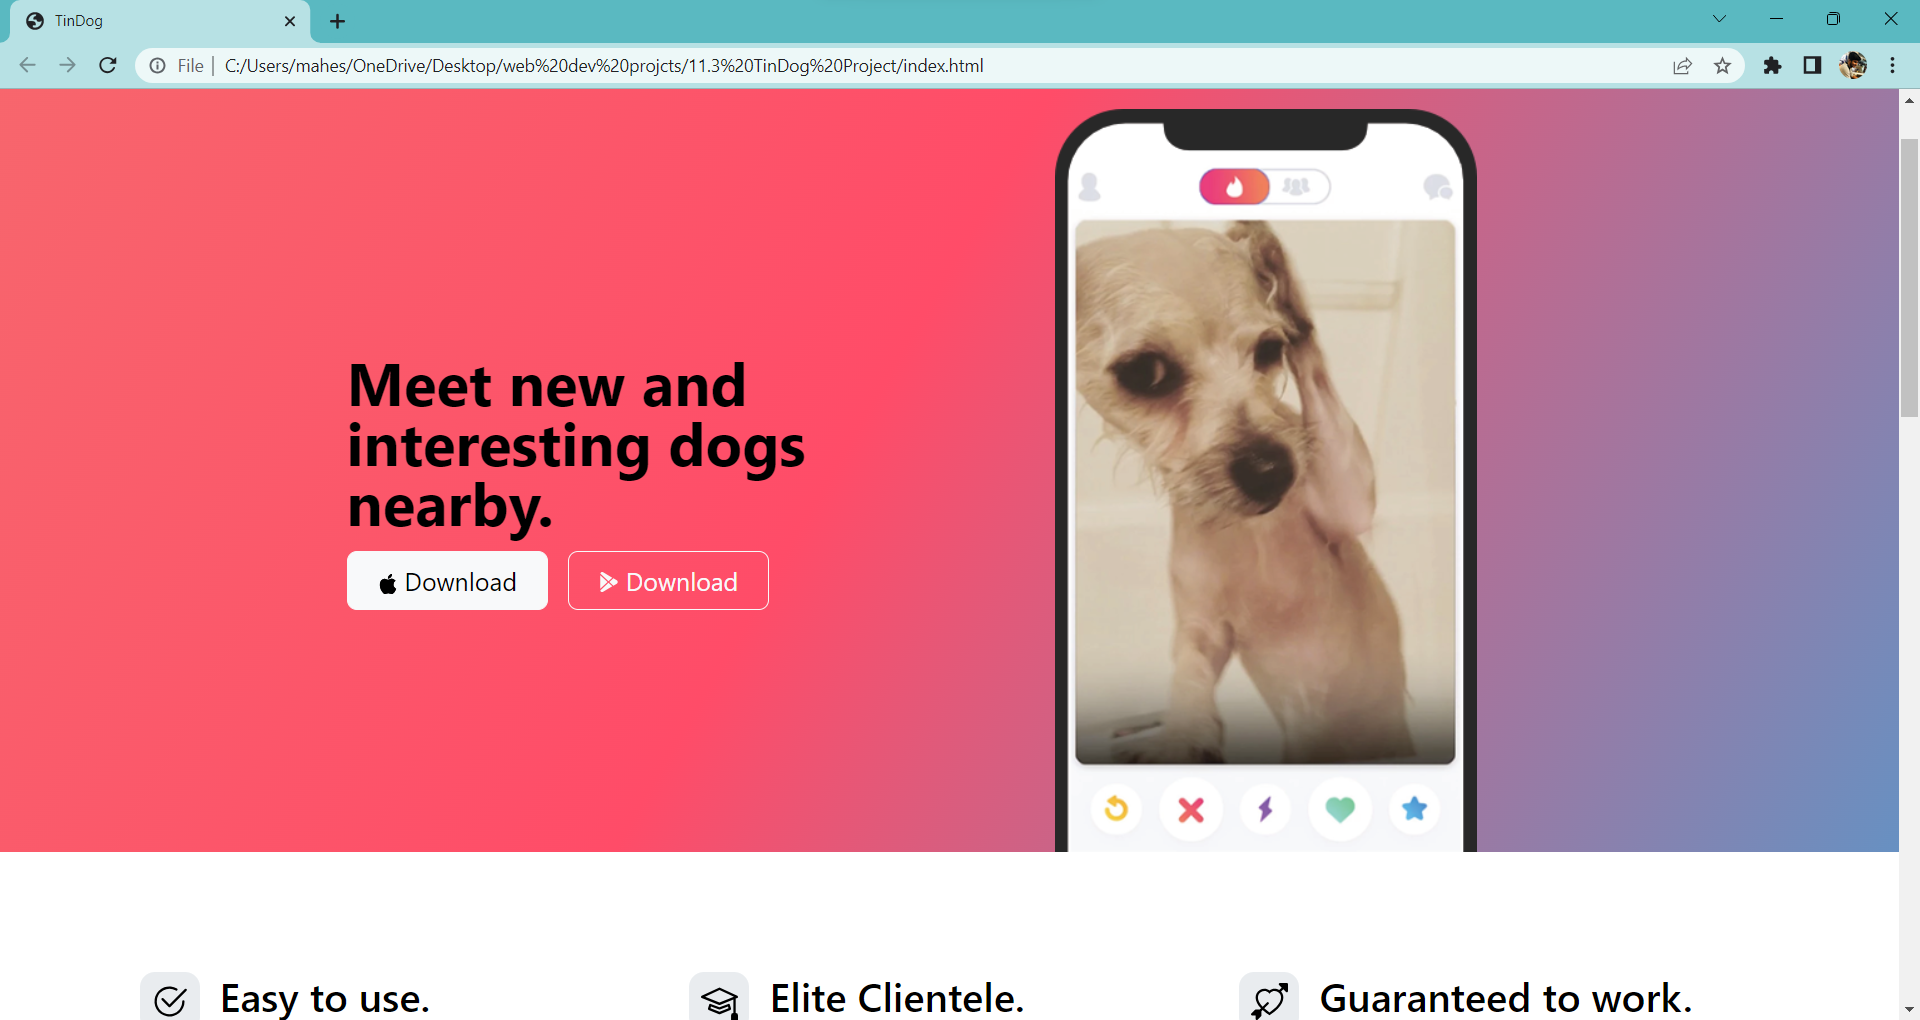 TinDog
File
C:/Users/mahes/OneDrive/Desktop/web%20dev%20projcts/11.3%20TinDog%20Project/index.html
Meet new and
interesting dogs
nearby.
Download Download
Easy to use. Elite Clientele. Guaranteed to work.